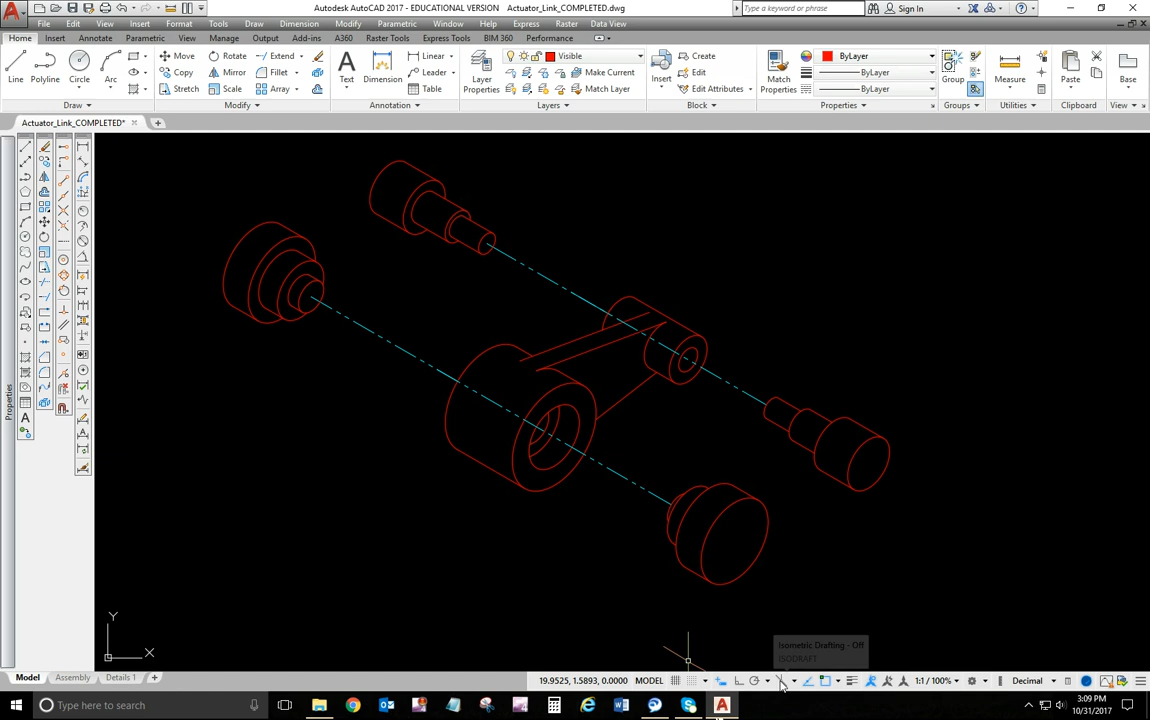 Autodesk AutoCAD 2017 - EDUCATIONAL VERSION Actuator_Link_COMPLETED.dwg
Type a keyword or phrase
Sign In
File Edit View Insert Format Tools Draw Dimension Modify Parametric Window Help Express Raster Data View
Home Insert Annotate Parametric View Manage Output Add-ins A360 Raster Tools Express Tools BIM 360 Performance
Line Polyline Circle Arc
Move Rotate Extend
Copy Mirror Fillet
Stretch Scale Array
Text Dimension
Linear
Leader
Table
Layer Properties
Visible
Make Current
Match Layer
Insert
Create
Edit
Edit Attributes
Match Properties
ByLayer
ByLayer
ByLayer
Group
Measure
Paste
Base
Draw Modify Annotation Layers Block Properties Groups Utilities Clipboard View
Actuator_Link_COMPLETED*
Properties
Y
X
Isometric Drafting - Off
ISODRAFT
Model Assembly Details 1
19.9525, 1.5893, 0.0000 MODEL 1:1 / 100% Decimal
Type here to search
3:09 PM
10/31/2017